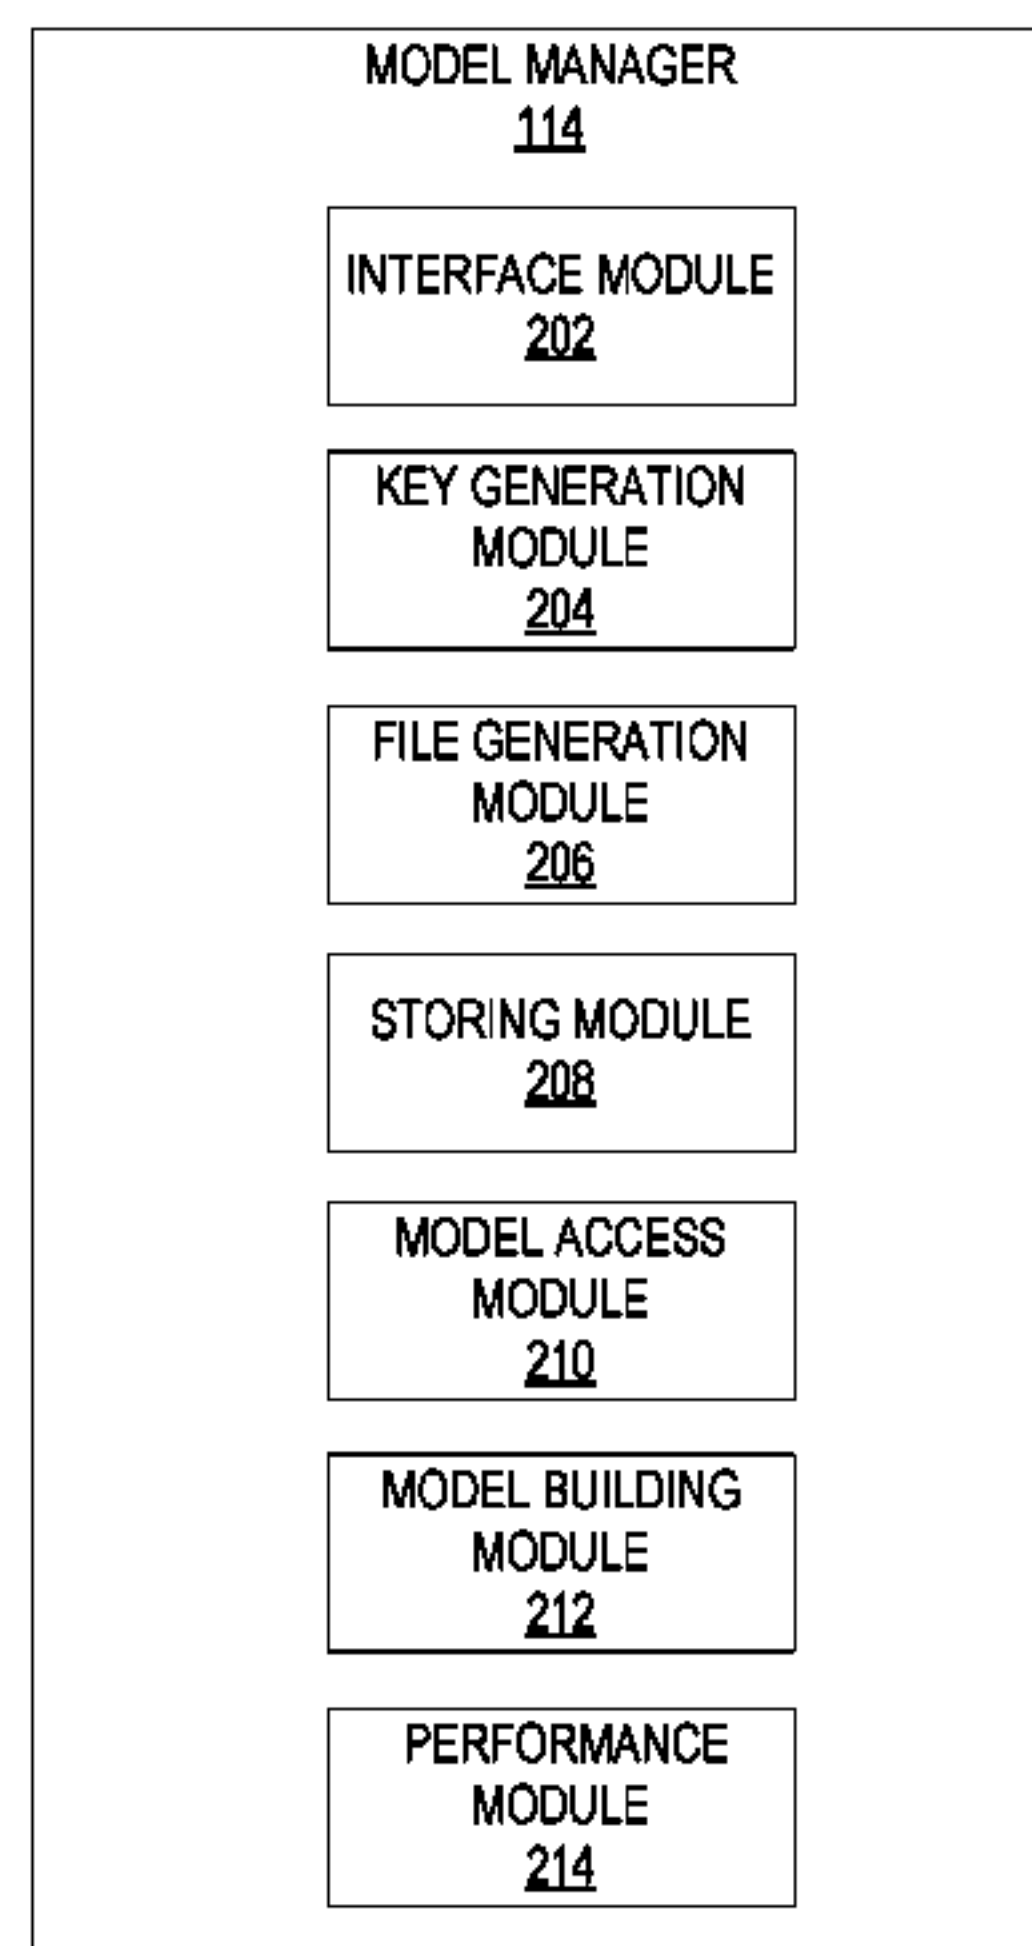 MODEL MANAGER
114
INTERFACE MODULE
202
KEY GENERATION
MODULE
204
FILE GENERATION
MODULE
206
STORING MODULE
208
MODEL ACCESS
MODULE
210
MODEL BUILDING
MODULE
212
PERFORMANCE
MODULE
214